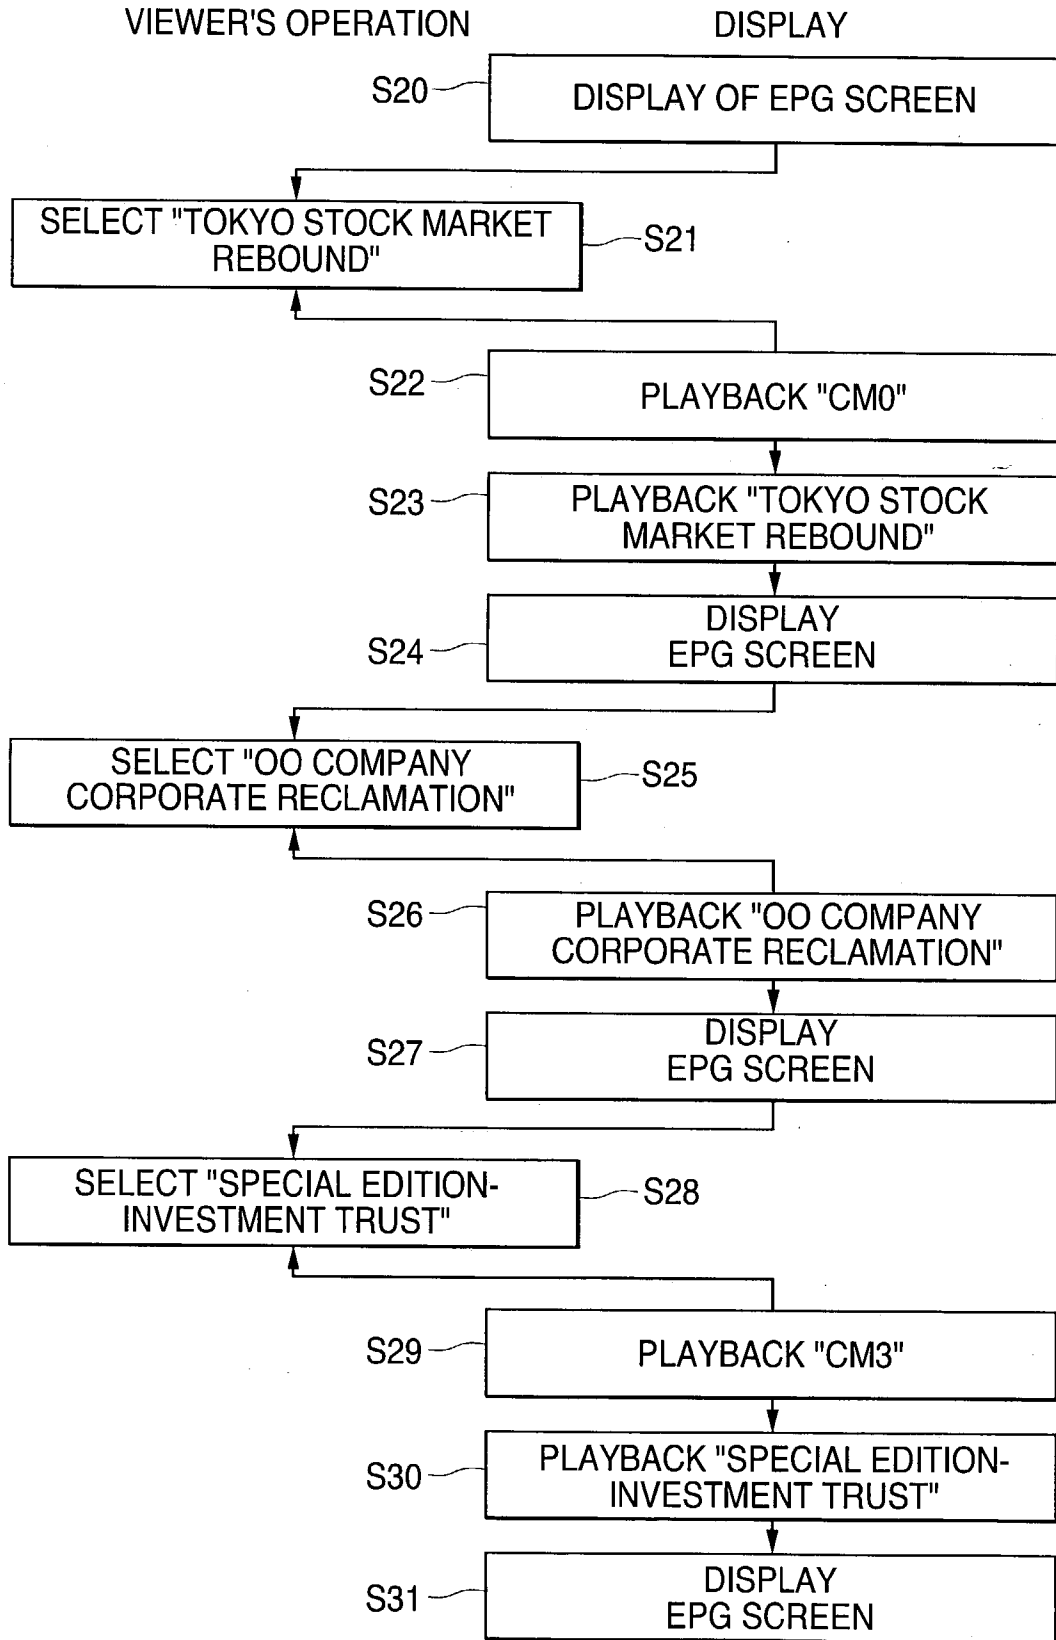 VIEWER'S OPERATION
DISPLAY
S20
DISPLAY OF EPG SCREEN
SELECT "TOKYO STOCK MARKET
REBOUND"
S21
S22
PLAYBACK "CM0"
S23
PLAYBACK "TOKYO STOCK
MARKET REBOUND"
S24
DISPLAY
EPG SCREEN
SELECT "OO COMPANY
CORPORATE RECLAMATION"
S25
S26
PLAYBACK "OO COMPANY
CORPORATE RECLAMATION"
S27
DISPLAY
EPG SCREEN
SELECT "SPECIAL EDITION-
INVESTMENT TRUST"
S28
S29
PLAYBACK "CM3"
S30
PLAYBACK "SPECIAL EDITION-
INVESTMENT TRUST"
S31
DISPLAY
EPG SCREEN